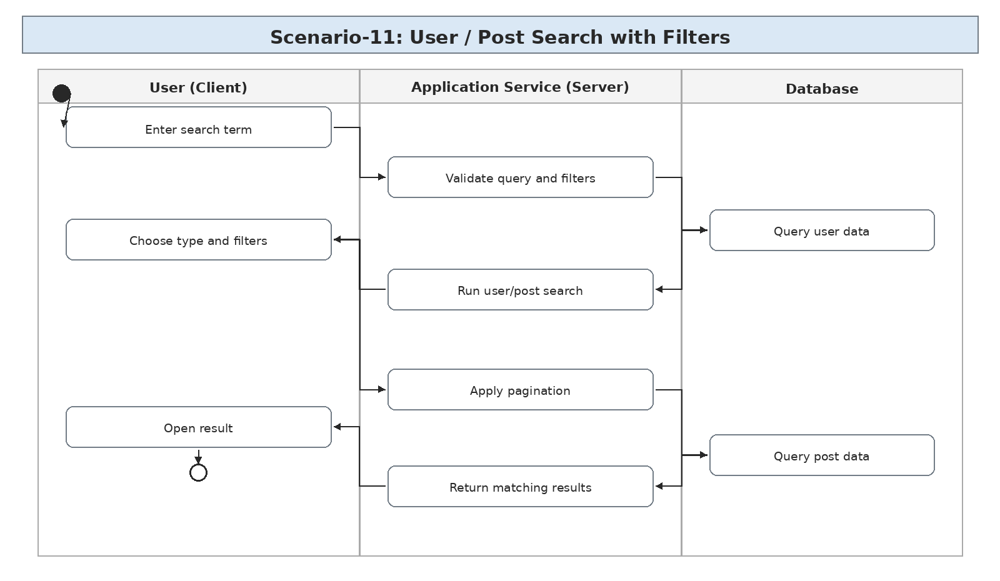 Scenario-11: User / Post Search with Filters
User (Client)
Application Service (Server)
Database
Enter search term
Validate query and filters
Query user data
Choose type and filters
Run user/post search
Apply pagination
Open result
Query post data
Return matching results